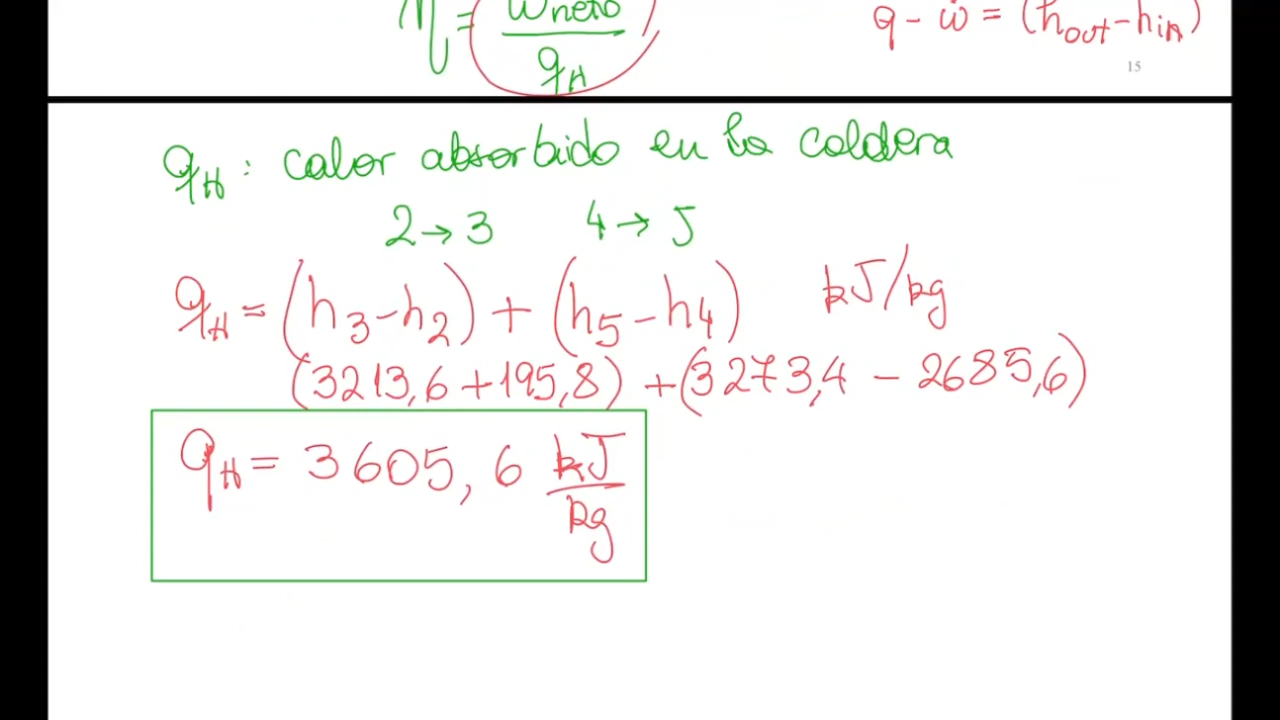 η = w neto / qH
q - ẇ = (hout - hin)
15
qH : calor absorbido en la caldera
2 → 3 4 → 5
qH = (h3 - h2) + (h5 - h4) kJ/kg
(3213,6 + 195,8) + (3273,4 - 2685,6)
qH = 3605,6 kJ/kg